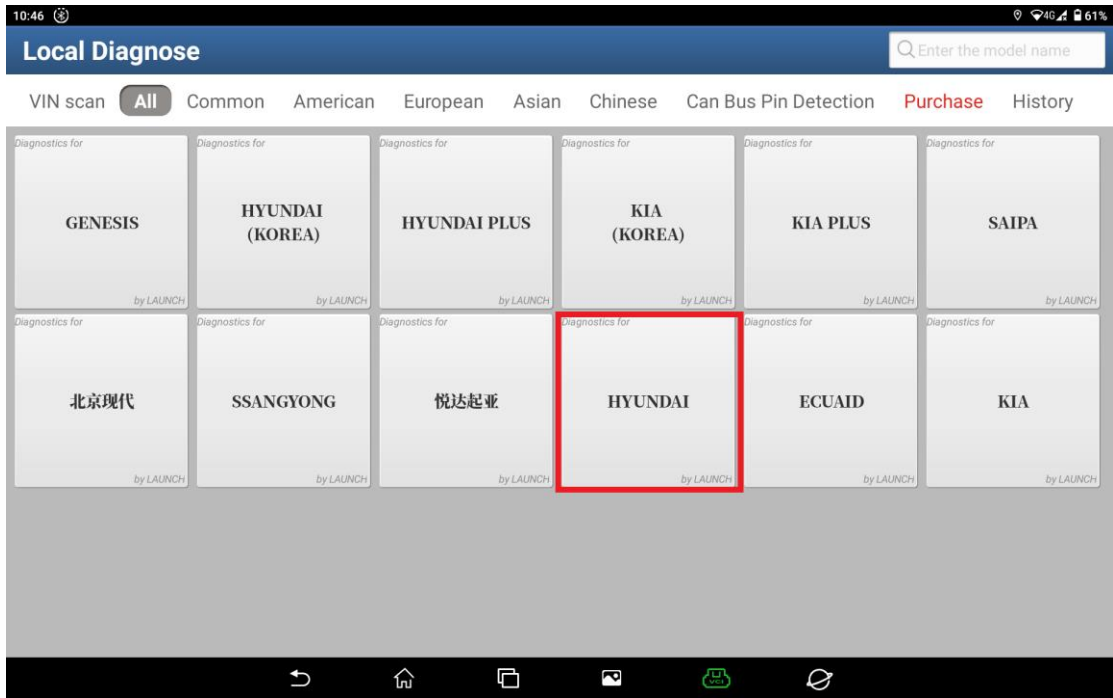 10:46
4G 61%
Local Diagnose
Enter the model name
VIN scan All Common American European Asian Chinese Can Bus Pin Detection Purchase History
Diagnostics for
GENESIS
by LAUNCH
Diagnostics for
HYUNDAI
(KOREA)
by LAUNCH
Diagnostics for
HYUNDAI PLUS
by LAUNCH
Diagnostics for
KIA
(KOREA)
by LAUNCH
Diagnostics for
KIA PLUS
by LAUNCH
Diagnostics for
SAIPA
by LAUNCH
Diagnostics for
北京现代
by LAUNCH
Diagnostics for
SSANGYONG
by LAUNCH
Diagnostics for
悦达起亚
by LAUNCH
Diagnostics for
HYUNDAI
by LAUNCH
Diagnostics for
ECUAID
by LAUNCH
Diagnostics for
KIA
by LAUNCH
VCI